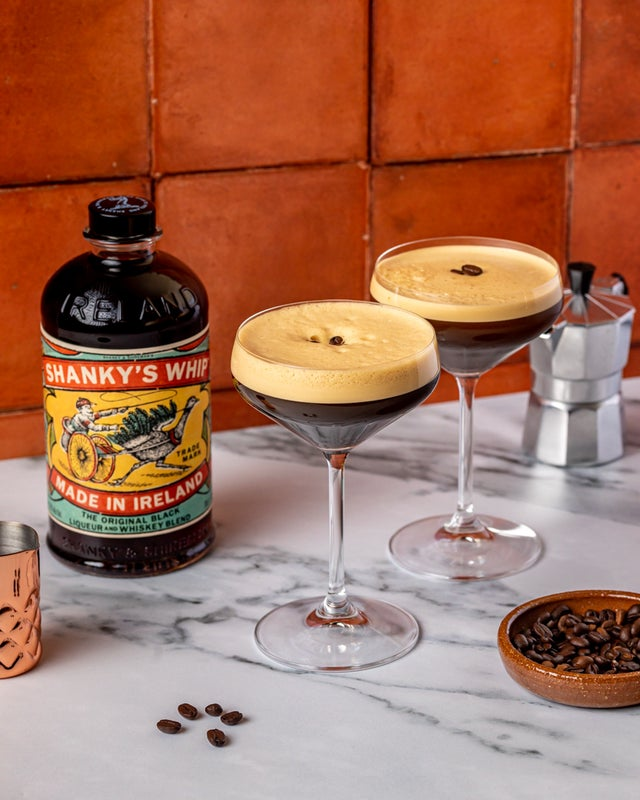 IRELAND
SHANKY'S WHIP
TRADE
MARK
MADE IN IRELAND
THE ORIGINAL BLACK
LIQUEUR AND WHISKEY BLEND